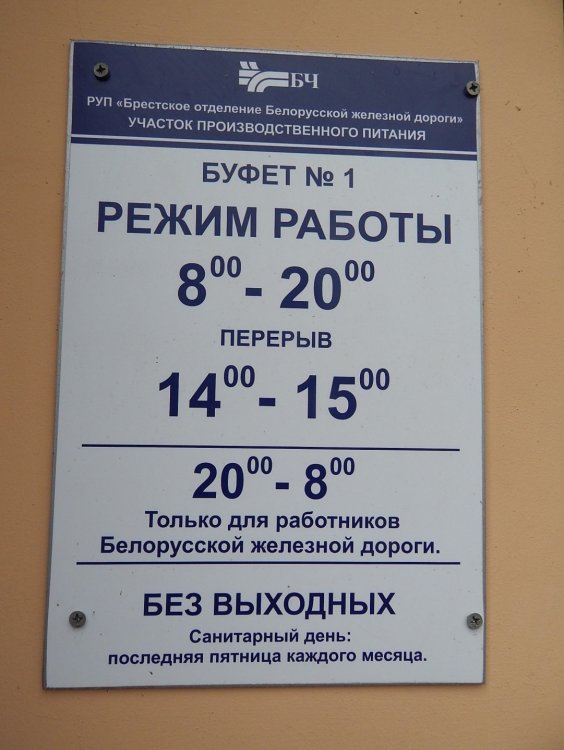 БЧ
РУП «Брестское отделение Белорусской железной дороги»
УЧАСТОК ПРОИЗВОДСТВЕННОГО ПИТАНИЯ
БУФЕТ № 1
РЕЖИМ РАБОТЫ
8⁰⁰ - 20⁰⁰
ПЕРЕРЫВ
14⁰⁰ - 15⁰⁰
20⁰⁰ - 8⁰⁰
Только для работников
Белорусской железной дороги.
БЕЗ ВЫХОДНЫХ
Санитарный день:
последняя пятница каждого месяца.